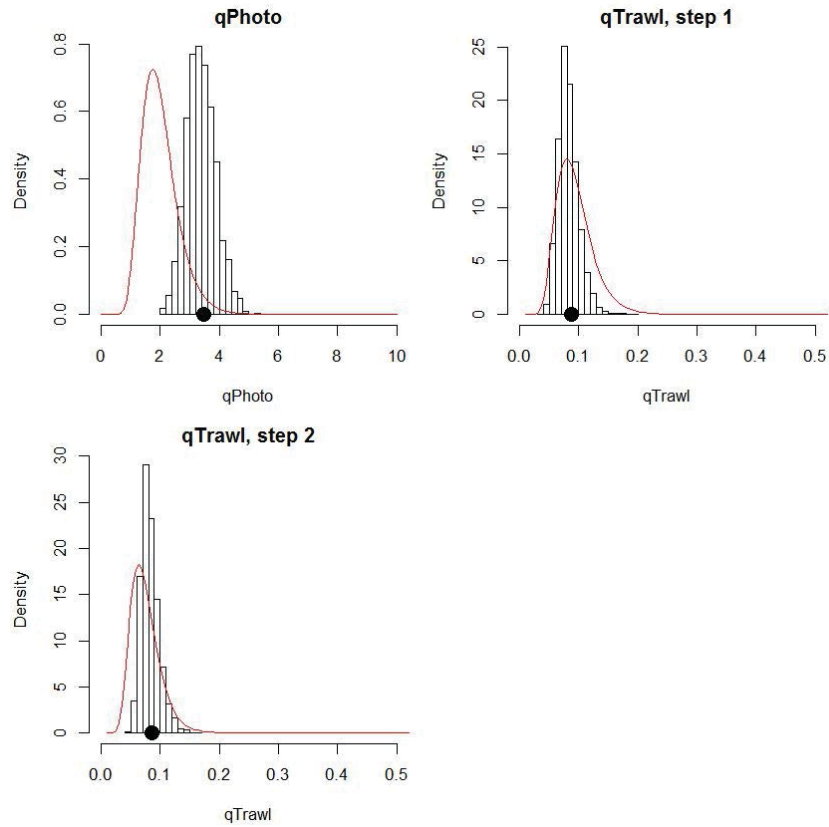 qPhoto
Density
0.0 0.2 0.4 0.6 0.8
0 2 4 6 8 10
qPhoto
qTrawl, step 1
Density
0 5 10 15 20 25
0.0 0.1 0.2 0.3 0.4 0.5
qTrawl
qTrawl, step 2
Density
0 5 10 15 20 25 30
0.0 0.1 0.2 0.3 0.4 0.5
qTrawl